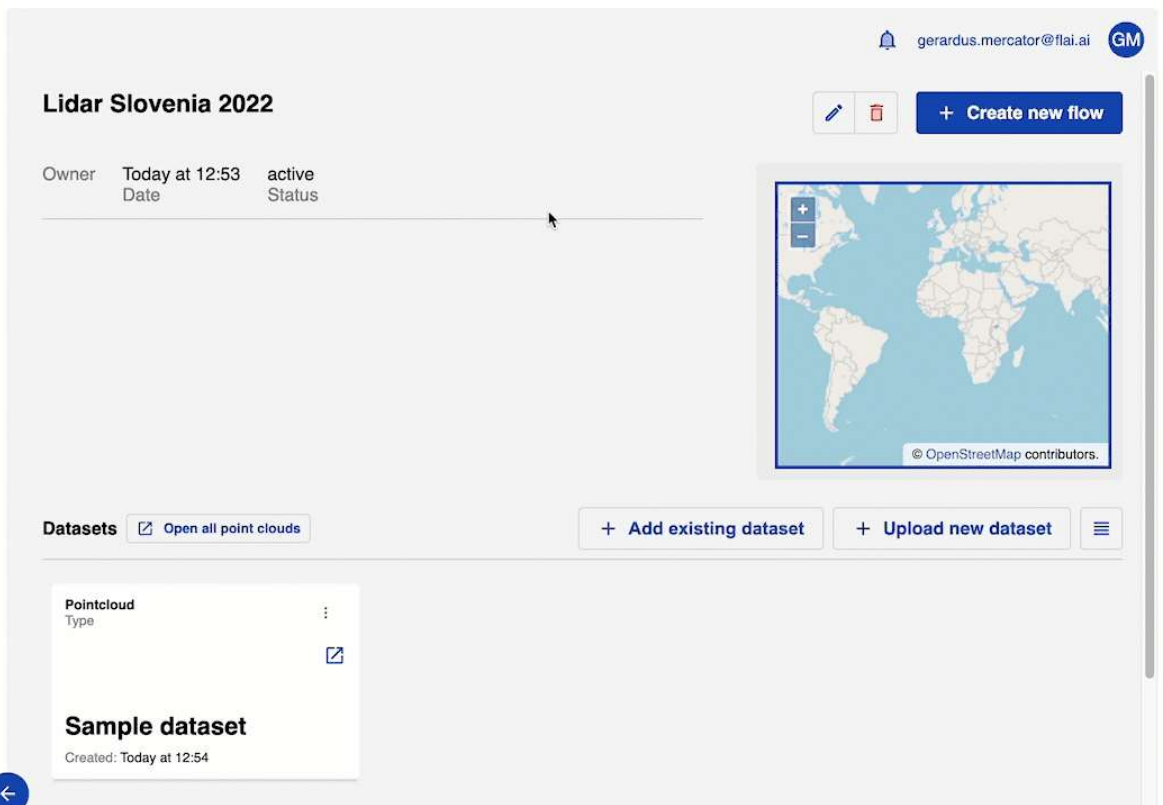 gerardus.mercator@flai.ai GM
Lidar Slovenia 2022
+ Create new flow
Owner Today at 12:53 active
Date Status
+
−
© OpenStreetMap contributors.
Datasets Open all point clouds + Add existing dataset + Upload new dataset
Pointcloud
Type
Sample dataset
Created: Today at 12:54